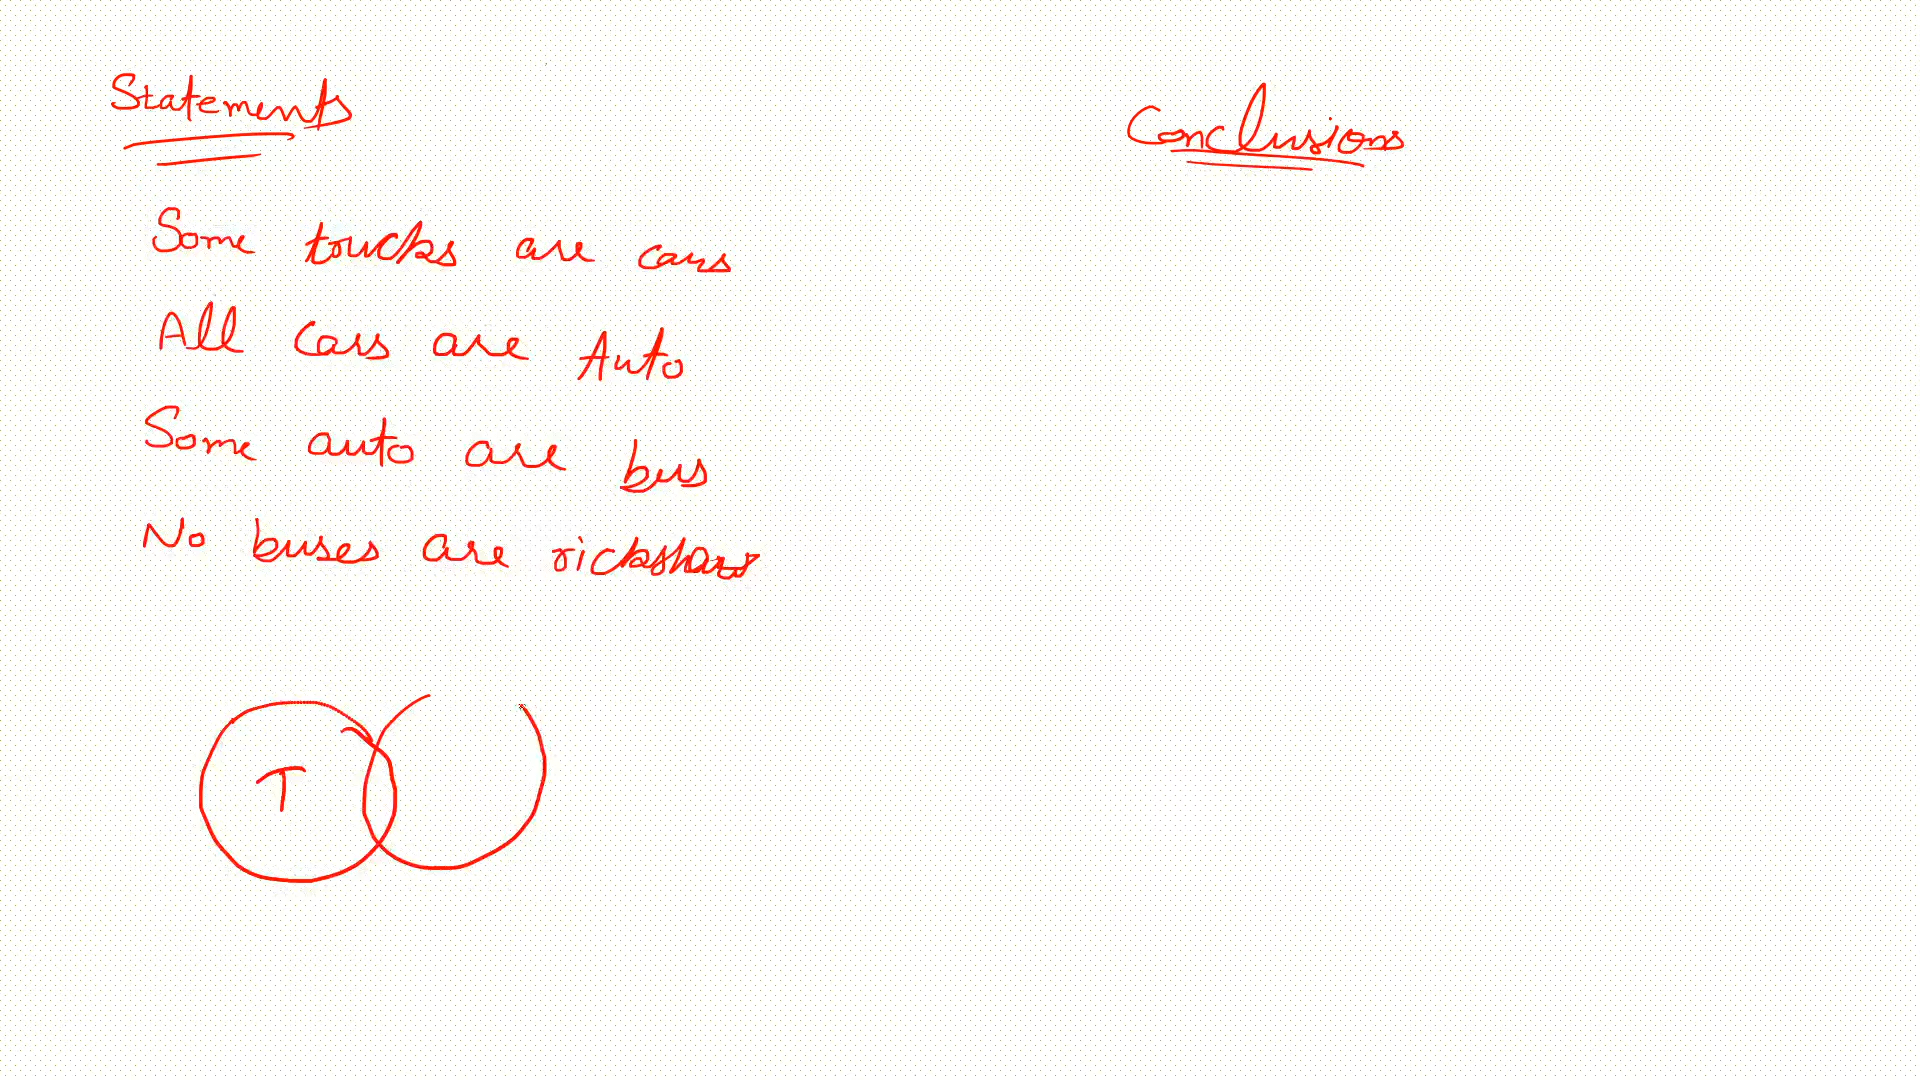 Statements
Conclusions
Some trucks are cars
All cars are Auto
Some auto are bus
No buses are rickshaws
T